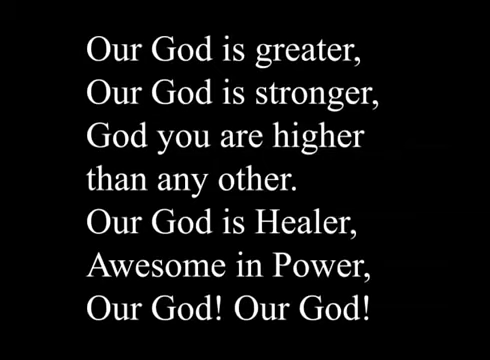 Our God is greater,
Our God is stronger,
God you are higher
than any other.
Our God is Healer,
Awesome in Power,
Our God! Our God!